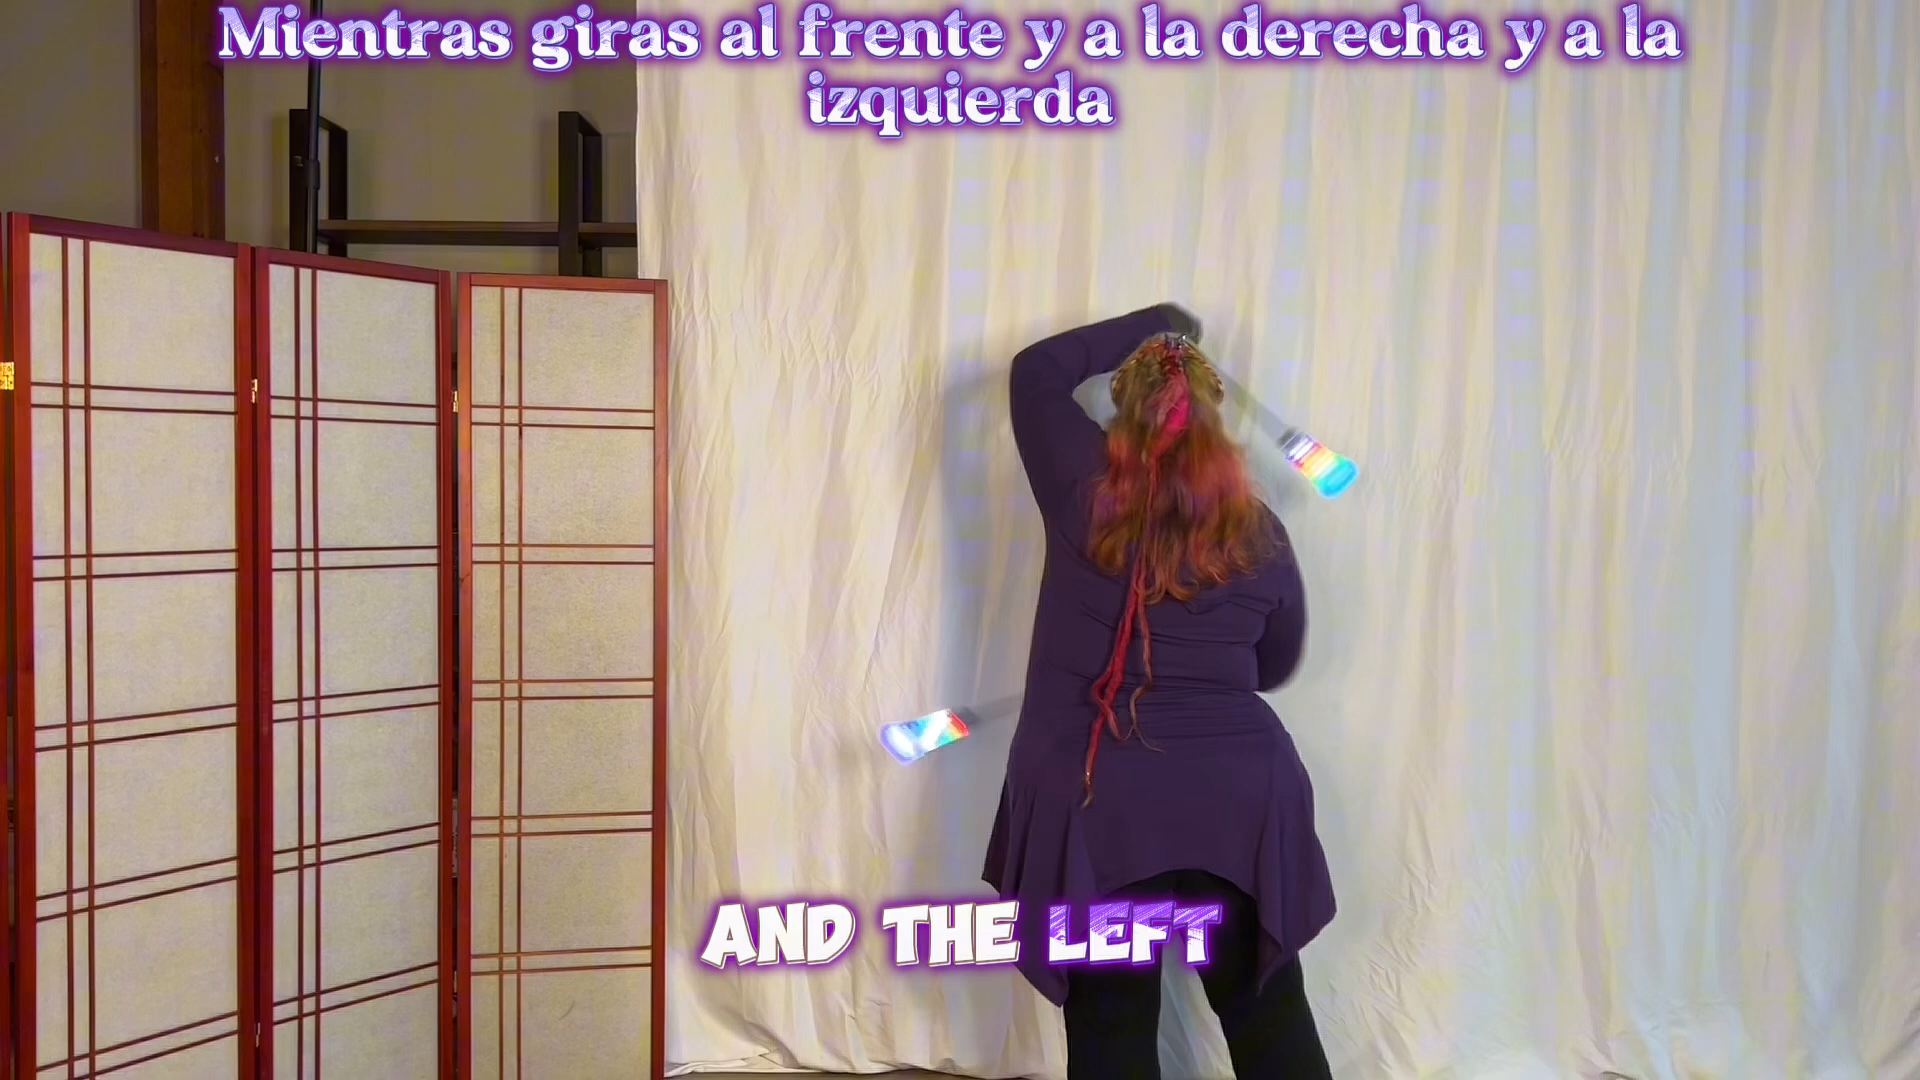 Mientras giras al frente y a la derecha y a la
izquierda
AND THE LEFT